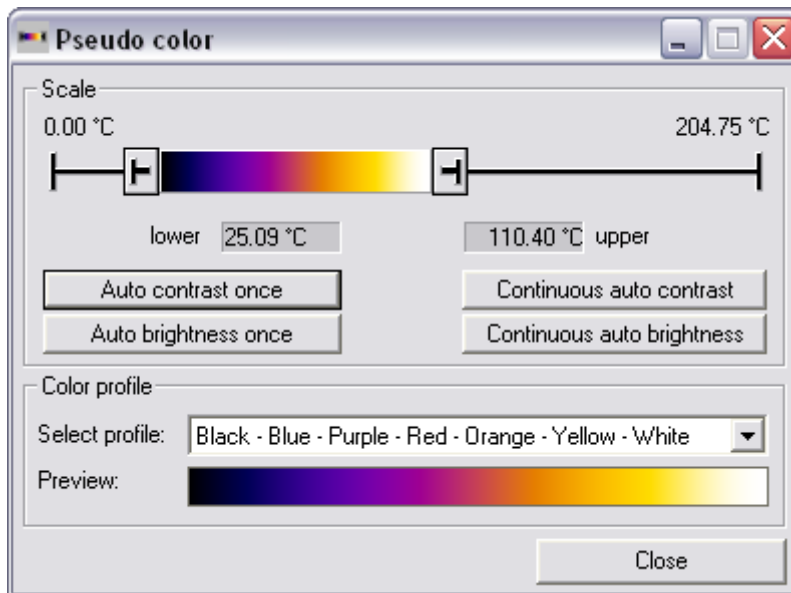 Pseudo color
Scale
0.00 °C 204.75 °C
lower 25.09 °C 110.40 °C upper
Auto contrast once Continuous auto contrast
Auto brightness once Continuous auto brightness
Color profile
Select profile: Black - Blue - Purple - Red - Orange - Yellow - White
Preview:
Close